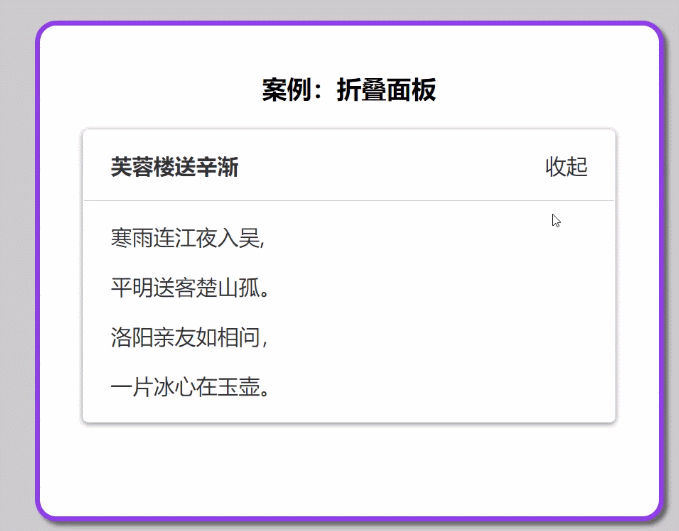 案例：折叠面板
芙蓉楼送辛渐
收起
寒雨连江夜入吴,
平明送客楚山孤。
洛阳亲友如相问，
一片冰心在玉壶。